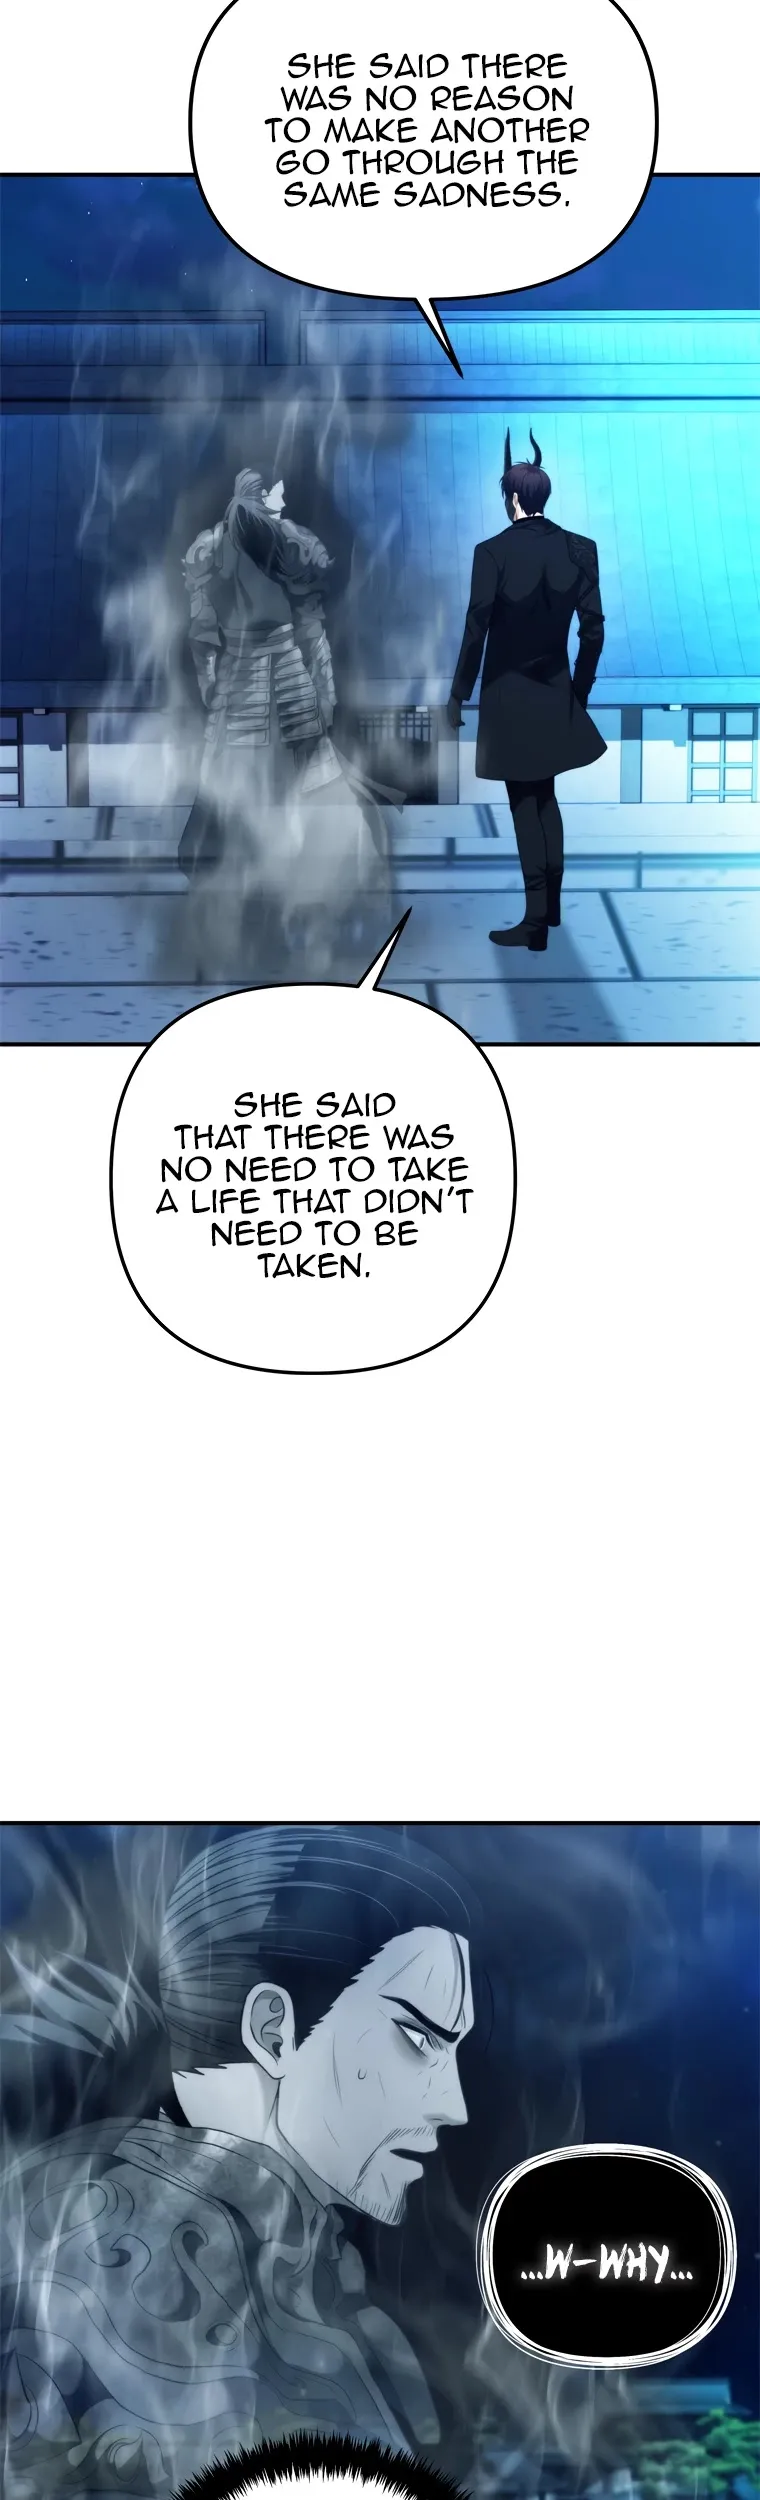 SHE SAID THERE
WAS NO REASON
TO MAKE ANOTHER
GO THROUGH THE
SAME SADNESS.
SHE SAID
THAT THERE WAS
NO NEED TO TAKE
A LIFE THAT DIDN'T
NEED TO BE
TAKEN.
...W-WHY...